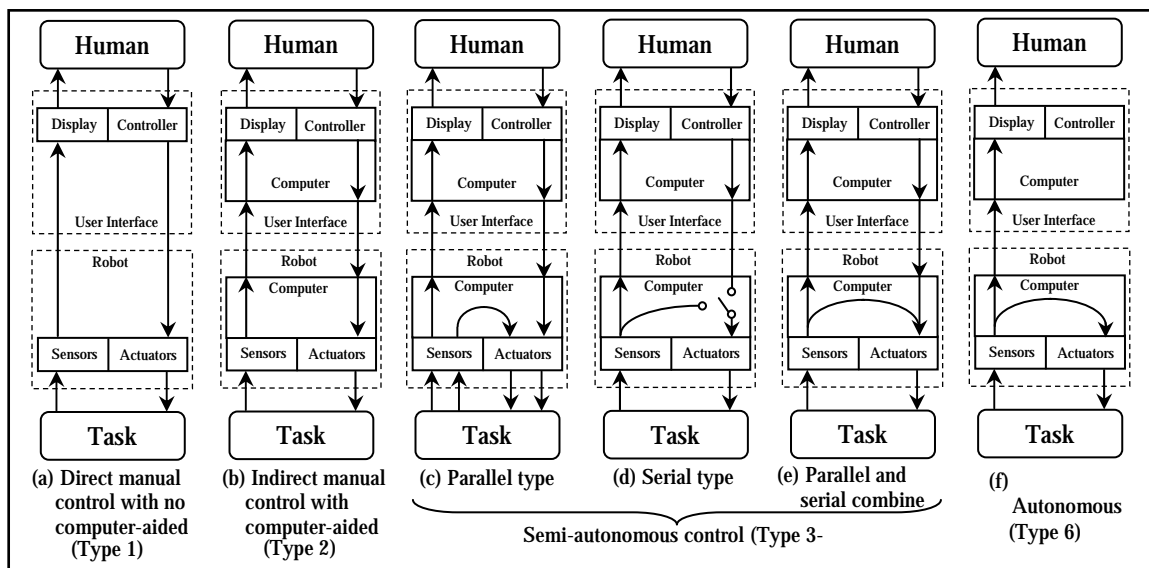 Human
Display Controller
User Interface
Robot
Sensors Actuators
Task
(a) Direct manual
control with no
computer-aided
(Type 1)
Human
Display Controller
Computer
User Interface
Robot
Computer
Sensors Actuators
Task
(b) Indirect manual
control with
computer-aided
(Type 2)
Human
Display Controller
Computer
User Interface
Robot
Computer
Sensors Actuators
Task
(c) Parallel type
Human
Display Controller
Computer
User Interface
Robot
Computer
Sensors Actuators
Task
(d) Serial type
Human
Display Controller
Computer
User Interface
Robot
Computer
Sensors Actuators
Task
(e) Parallel and
serial combine
Semi-autonomous control (Type 3-
Human
Display Controller
Computer
User Interface
Robot
Computer
Sensors Actuators
Task
(f)
Autonomous
(Type 6)